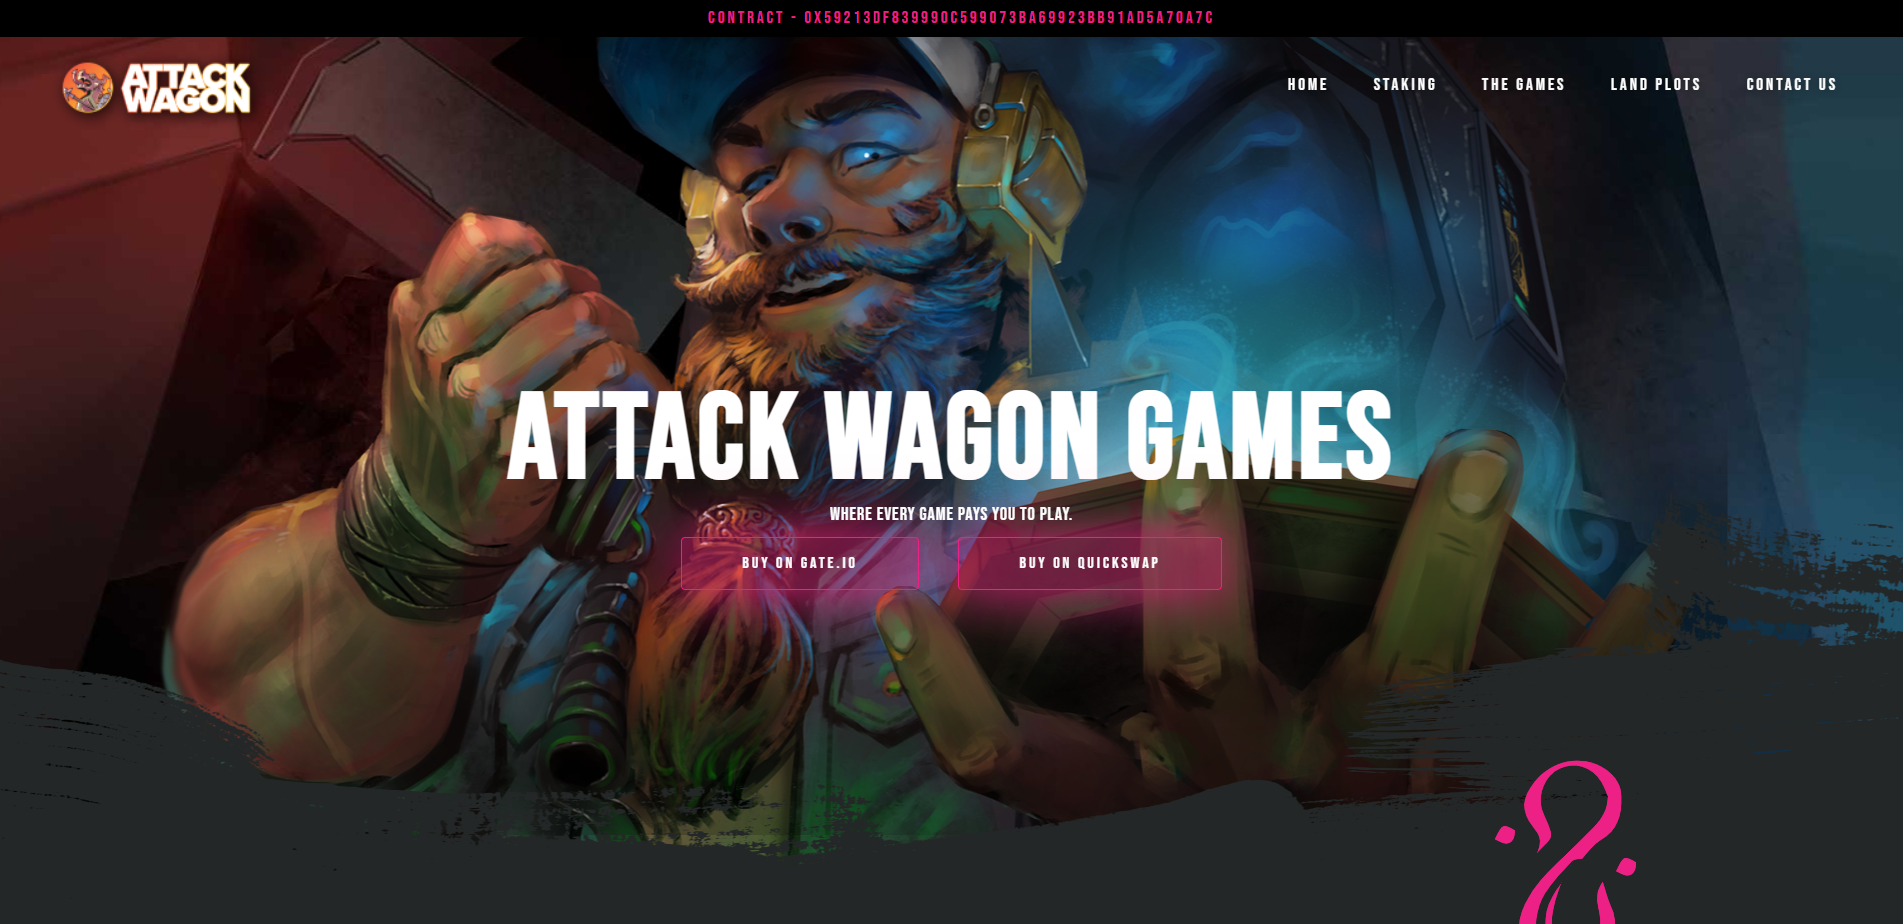 CONTRACT - 0X59213DF839990C599073BA69923BB91AD5A70A7C
ATTACK
WAGON
HOME
STAKING
THE GAMES
LAND PLOTS
CONTACT US
ATTACK WAGON GAMES
WHERE EVERY GAME PAYS YOU TO PLAY.
BUY ON GATE.IO
BUY ON QUICKSWAP